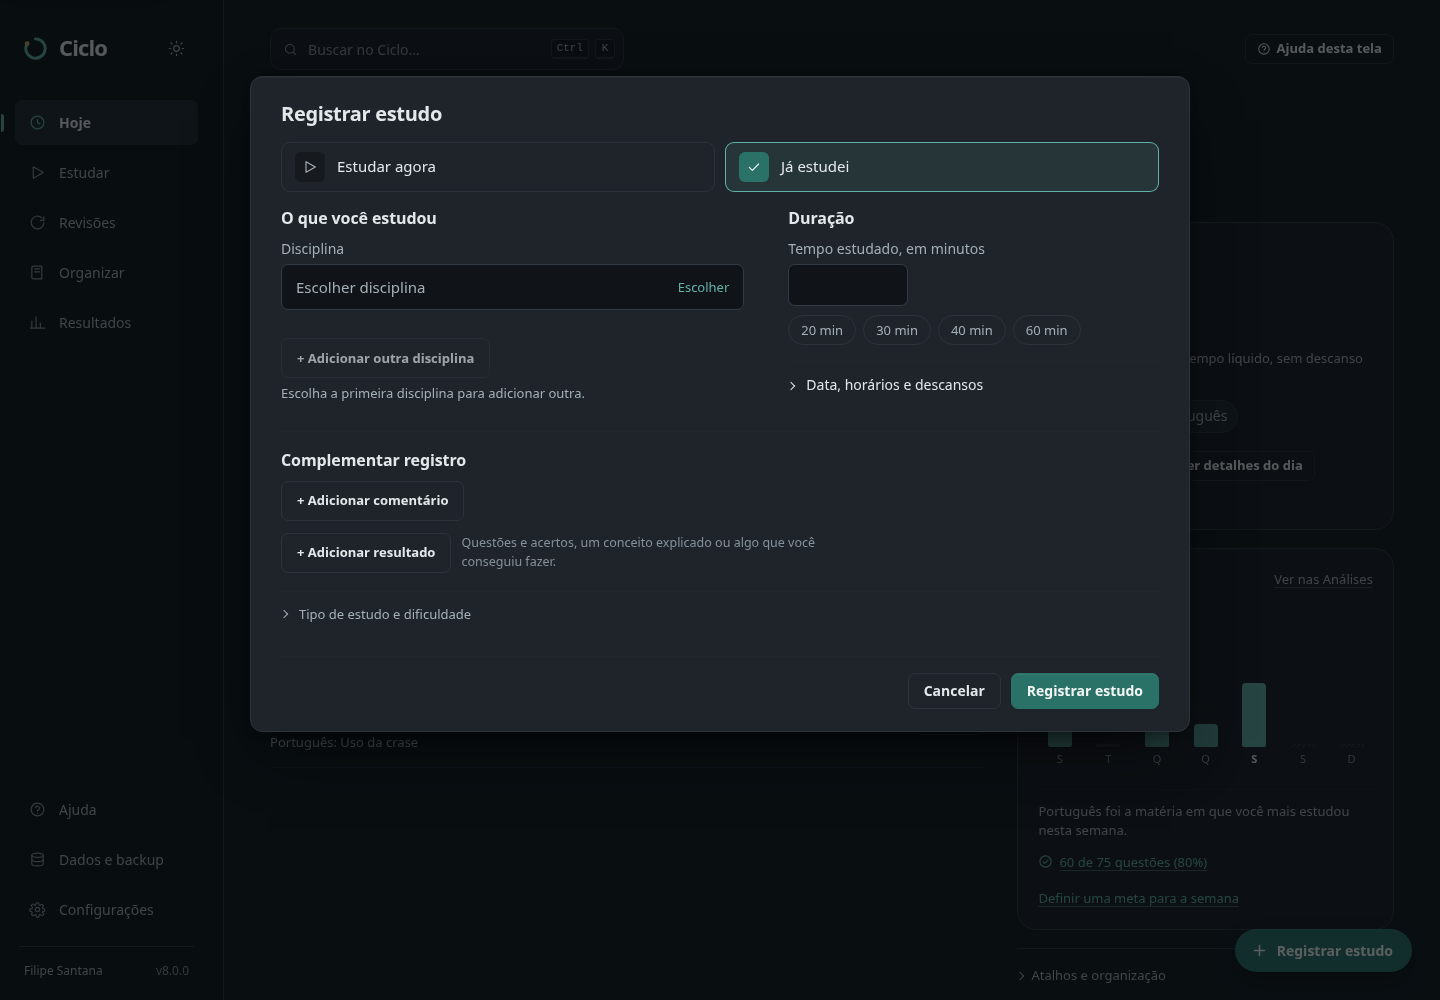 Ciclo
Buscar no Ciclo...
Ctrl K
Ajuda desta tela
Hoje
Estudar
Revisões
Organizar
Resultados
Registrar estudo
Estudar agora
Já estudei
O que você estudou
Disciplina
Escolher disciplina
Escolher
+ Adicionar outra disciplina
Escolha a primeira disciplina para adicionar outra.
Duração
Tempo estudado, em minutos
20 min
30 min
40 min
60 min
Data, horários e descansos
Complementar registro
+ Adicionar comentário
+ Adicionar resultado
Questões e acertos, um conceito explicado ou algo que você
conseguiu fazer.
Tipo de estudo e dificuldade
Cancelar
Registrar estudo
líquido, sem descanso
detalhes do dia
Ver nas Análises
Português: Uso da crase
S T Q Q S S D
Português foi a matéria em que você mais estudou
nesta semana.
60 de 75 questões (80%)
Definir uma meta para a semana
Registrar estudo
Atalhos e organização
Ajuda
Dados e backup
Configurações
Filipe Santana
v8.0.0